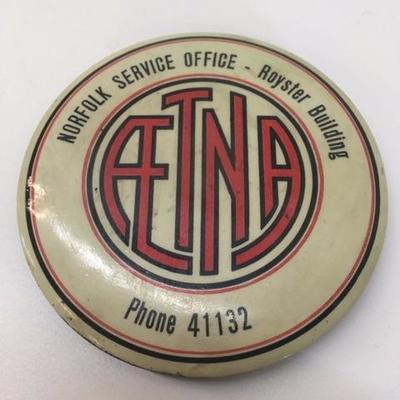 NORFOLK SERVICE OFFICE - Royster Building
ÆTNA
Phone 41132